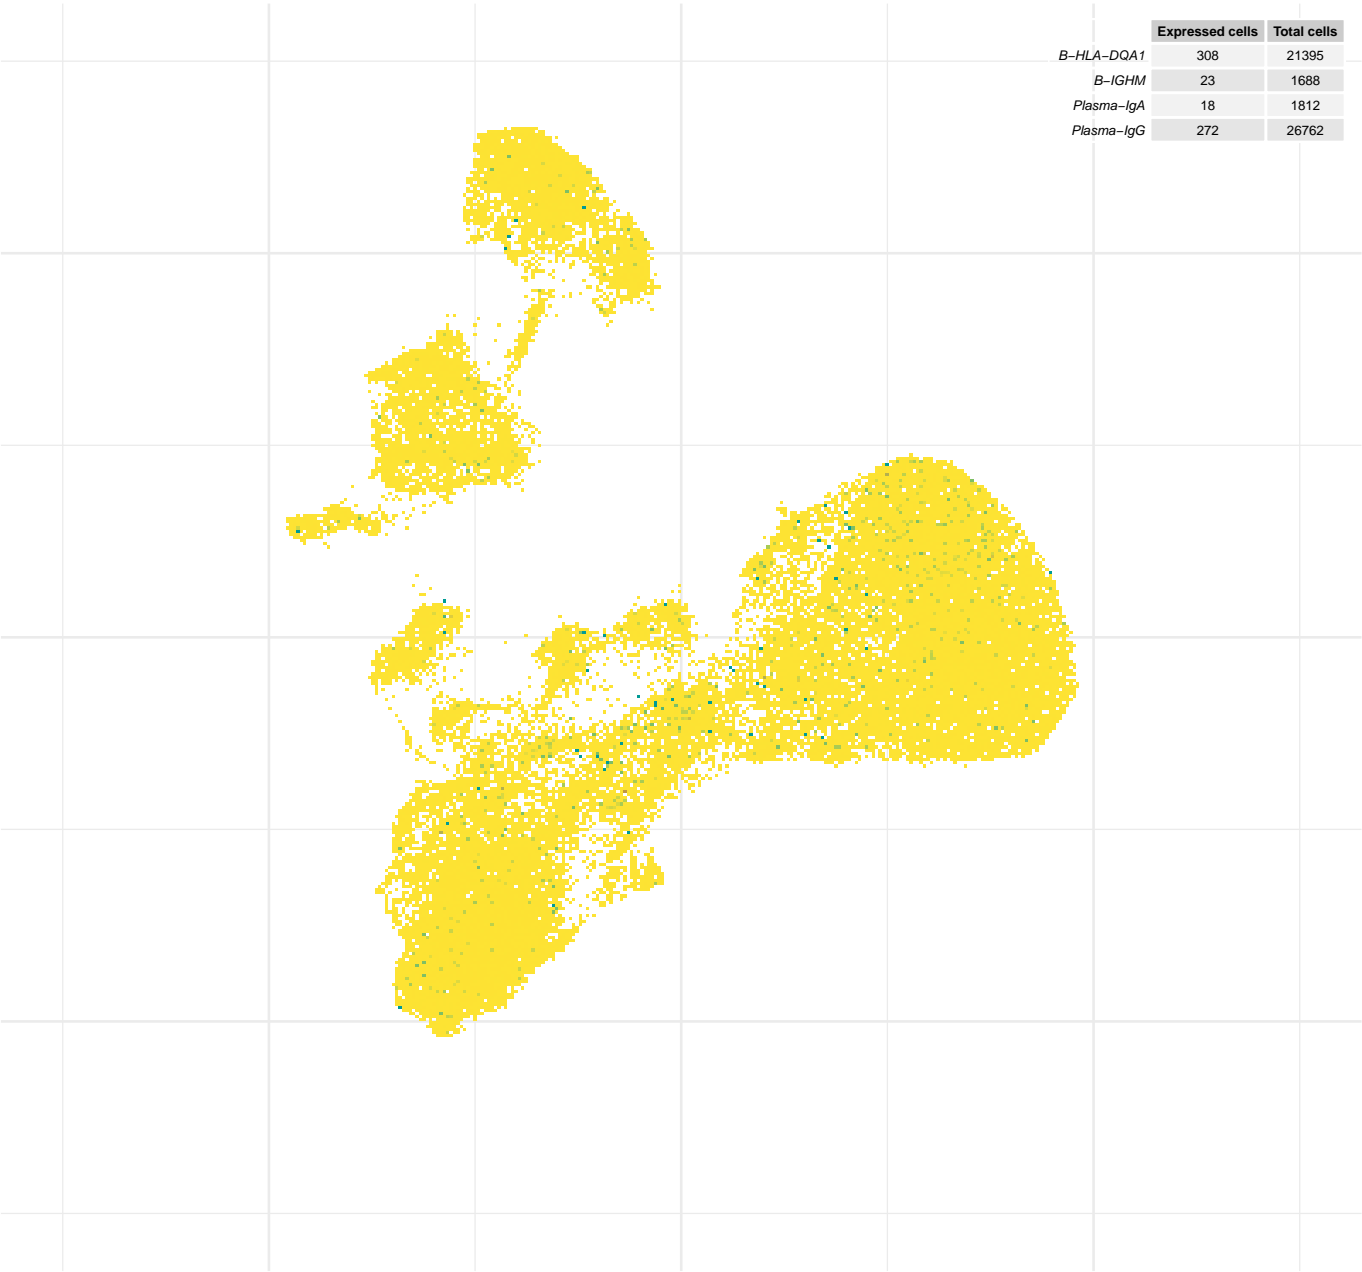 Expressed cells Total cells
B−HLA−DQA1 308 21395
B−IGHM 23 1688
Plasma−IgA 18 1812
Plasma−IgG 272 26762